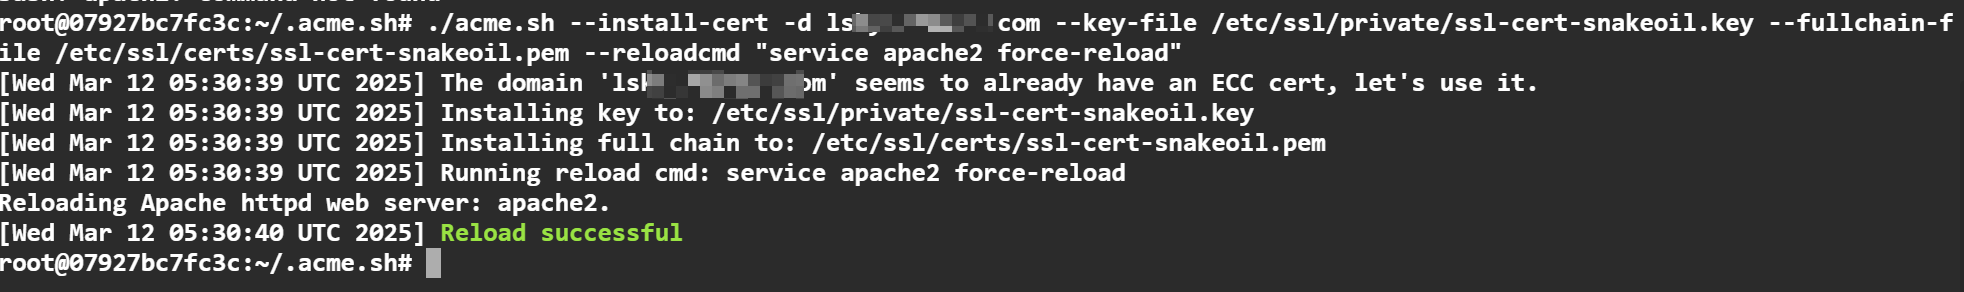 root@07927bc7fc3c:~/.acme.sh# ./acme.sh --install-cert -d ls com --key-file /etc/ssl/private/ssl-cert-snakeoil.key --fullchain-f
ile /etc/ssl/certs/ssl-cert-snakeoil.pem --reloadcmd "service apache2 force-reload"
[Wed Mar 12 05:30:39 UTC 2025] The domain 'ls om' seems to already have an ECC cert, let's use it.
[Wed Mar 12 05:30:39 UTC 2025] Installing key to: /etc/ssl/private/ssl-cert-snakeoil.key
[Wed Mar 12 05:30:39 UTC 2025] Installing full chain to: /etc/ssl/certs/ssl-cert-snakeoil.pem
[Wed Mar 12 05:30:39 UTC 2025] Running reload cmd: service apache2 force-reload
Reloading Apache httpd web server: apache2.
[Wed Mar 12 05:30:40 UTC 2025] Reload successful
root@07927bc7fc3c:~/.acme.sh#